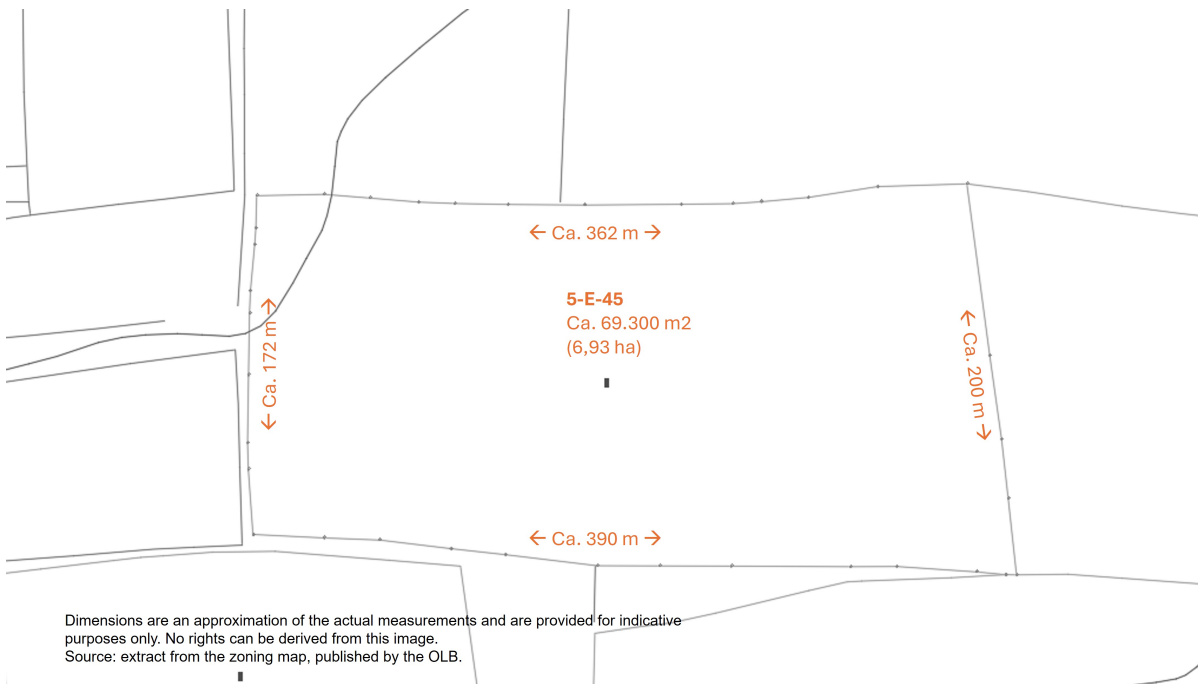 ← Ca. 362 m →
5-E-45
Ca. 69.300 m2
(6,93 ha)
← Ca. 172 m →
← Ca. 200 m →
← Ca. 390 m →
Dimensions are an approximation of the actual measurements and are provided for indicative
purposes only. No rights can be derived from this image.
Source: extract from the zoning map, published by the OLB.